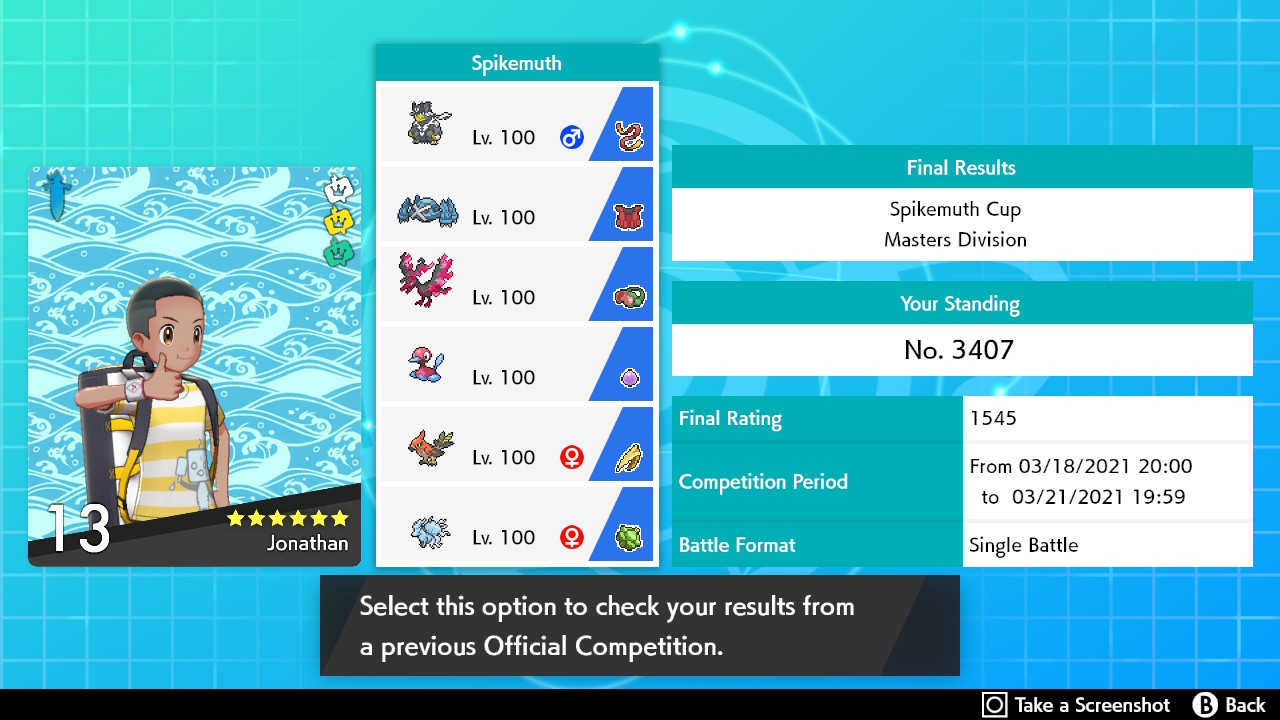 Spikemuth
Lv. 100
Lv. 100
Lv. 100
Lv. 100
Lv. 100
Lv. 100
13
Jonathan
Final Results
Spikemuth Cup
Masters Division
Your Standing
No. 3407
Final Rating 1545
Competition Period From 03/18/2021 20:00
to 03/21/2021 19:59
Battle Format Single Battle
Select this option to check your results from
a previous Official Competition.
Take a Screenshot B Back